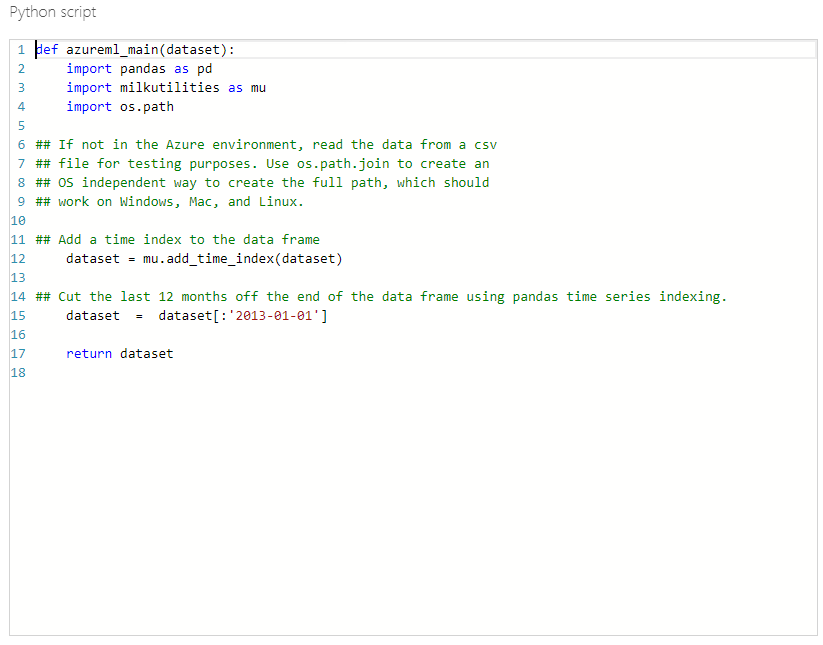 Python script
1 def azureml_main(dataset):
2     import pandas as pd
3     import milkutilities as mu
4     import os.path
5
6 ## If not in the Azure environment, read the data from a csv
7 ## file for testing purposes. Use os.path.join to create an
8 ## OS independent way to create the full path, which should
9 ## work on Windows, Mac, and Linux.
10
11 ## Add a time index to the data frame
12     dataset = mu.add_time_index(dataset)
13
14 ## Cut the last 12 months off the end of the data frame using pandas time series indexing.
15     dataset  =  dataset[:'2013-01-01']
16
17     return dataset
18